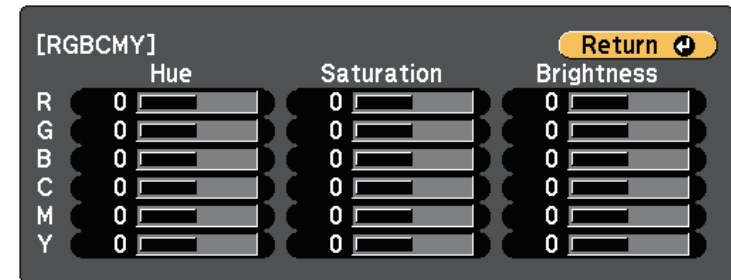 [RGBCMY] Return
Hue Saturation Brightness
R 0 0 0
G 0 0 0
B 0 0 0
C 0 0 0
M 0 0 0
Y 0 0 0